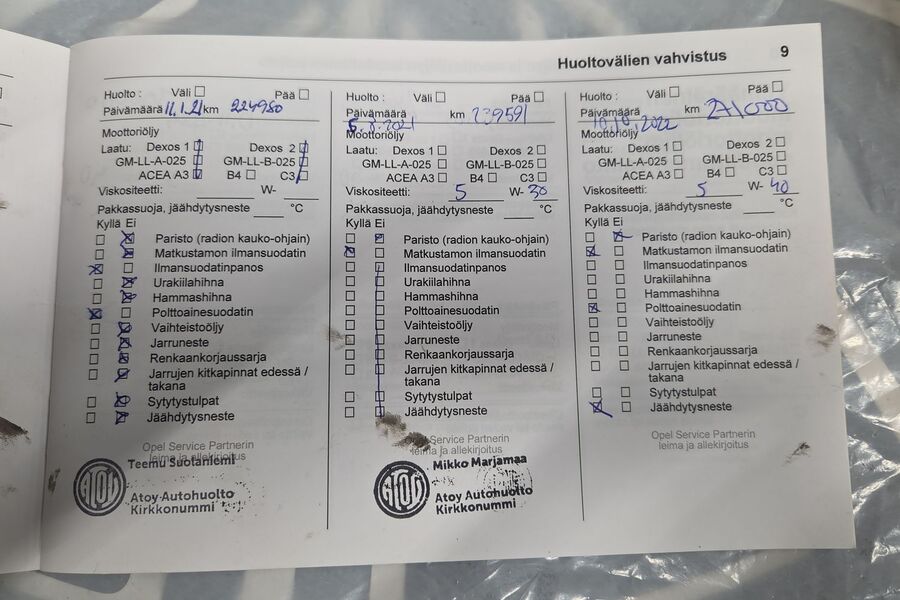 Huoltovälien vahvistus 9
Huolto : Väli Pää
Päivämäärä 11.1.21 km 224950
Moottoriöljy
Laatu: Dexos 1 Dexos 2
GM-LL-A-025 GM-LL-B-025
ACEA A3 B4 C3
Viskositeetti: W-
Pakkassuoja, jäähdytysneste °C
Kyllä Ei
Paristo (radion kauko-ohjain)
Matkustamon ilmansuodatin
Ilmansuodatinpanos
Urakiilahihna
Hammashihna
Polttoainesuodatin
Vaihteistoöljy
Jarruneste
Renkaankorjaussarja
Jarrujen kitkapinnat edessä /
takana
Sytytystulpat
Jäähdytysneste
Opel Service Partnerin
leima ja allekirjoitus
Teemu Suotaniemi
ATOY
Atoy Autohuolto
Kirkkonummi
Huolto : Väli Pää
Päivämäärä km 239591
.8.2021
Moottoriöljy
Laatu: Dexos 1 Dexos 2
GM-LL-A-025 GM-LL-B-025
ACEA A3 B4 C3
Viskositeetti: 5 W- 30
Pakkassuoja, jäähdytysneste °C
Kyllä Ei
Paristo (radion kauko-ohjain)
Matkustamon ilmansuodatin
Ilmansuodatinpanos
Urakiilahihna
Hammashihna
Polttoainesuodatin
Vaihteistoöljy
Jarruneste
Renkaankorjaussarja
Jarrujen kitkapinnat edessä /
takana
Sytytystulpat
Jäähdytysneste
Opel Service Partnerin
leima ja allekirjoitus
Mikko Marjamaa
ATOY
Atoy Autohuolto
Kirkkonummi
Huolto : Väli Pää
Päivämäärä km 271000
2022
Moottoriöljy
Laatu: Dexos 1 Dexos 2
GM-LL-A-025 GM-LL-B-025
ACEA A3 B4 C3
Viskositeetti: 5 W- 40
Pakkassuoja, jäähdytysneste °C
Kyllä Ei
Paristo (radion kauko-ohjain)
Matkustamon ilmansuodatin
Ilmansuodatinpanos
Urakiilahihna
Hammashihna
Polttoainesuodatin
Vaihteistoöljy
Jarruneste
Renkaankorjaussarja
Jarrujen kitkapinnat edessä /
takana
Sytytystulpat
Jäähdytysneste
Opel Service Partnerin
leima ja allekirjoitus